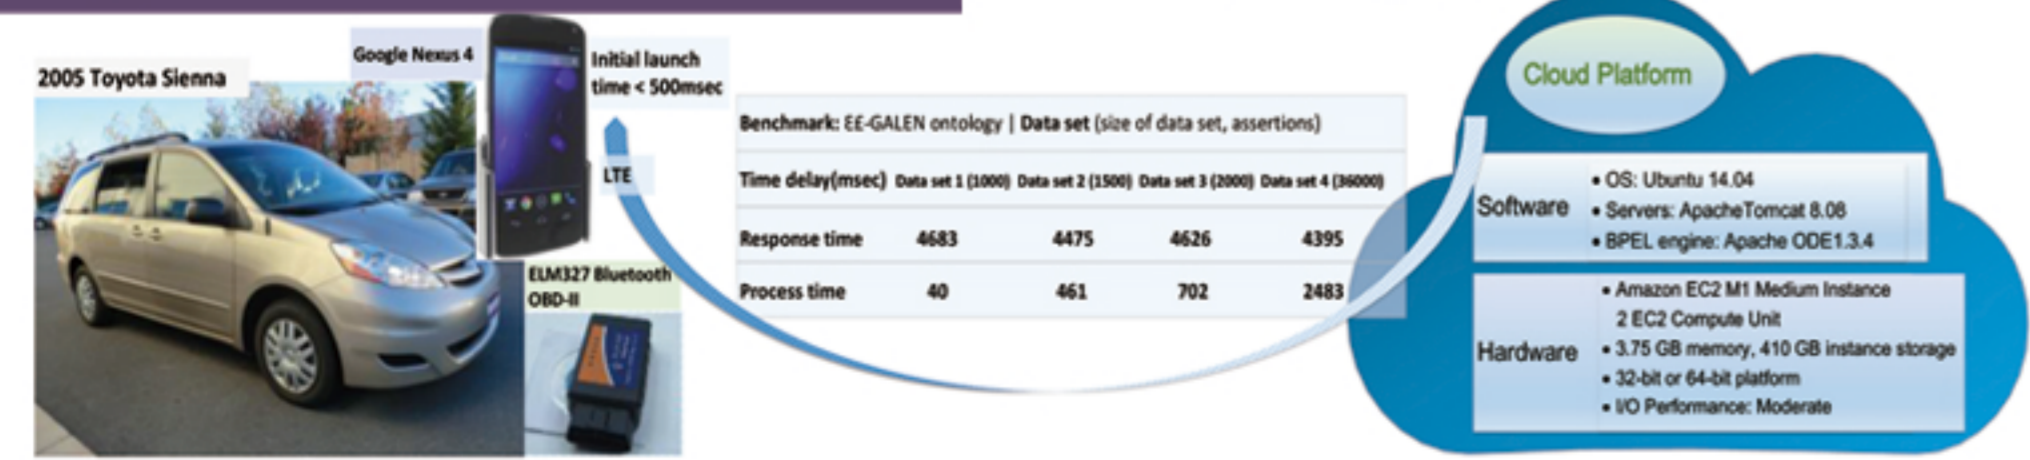 2005 Toyota Sienna
Google Nexus 4
Initial launch
time < 500msec
LTE
ELM327 Bluetooth
OBD-II
Benchmark: ££-GALEN ontology | Data set (size of data set, assertions)
Time delay(msec) Data set 1 (1000) Data set 2 (1500) Data set 3 (2000) Data set 4 (36000)
Response time 4683 4475 4626 4395
Process time 40 461 702 2483
Cloud Platform
Software
• OS: Ubuntu 14.04
• Servers: ApacheTomcat 8.08
• BPEL engine: Apache ODE1.3.4
Hardware
• Amazon EC2 M1 Medium Instance
2 EC2 Compute Unit
• 3.75 GB memory, 410 GB instance storage
• 32-bit or 64-bit platform
• I/O Performance: Moderate